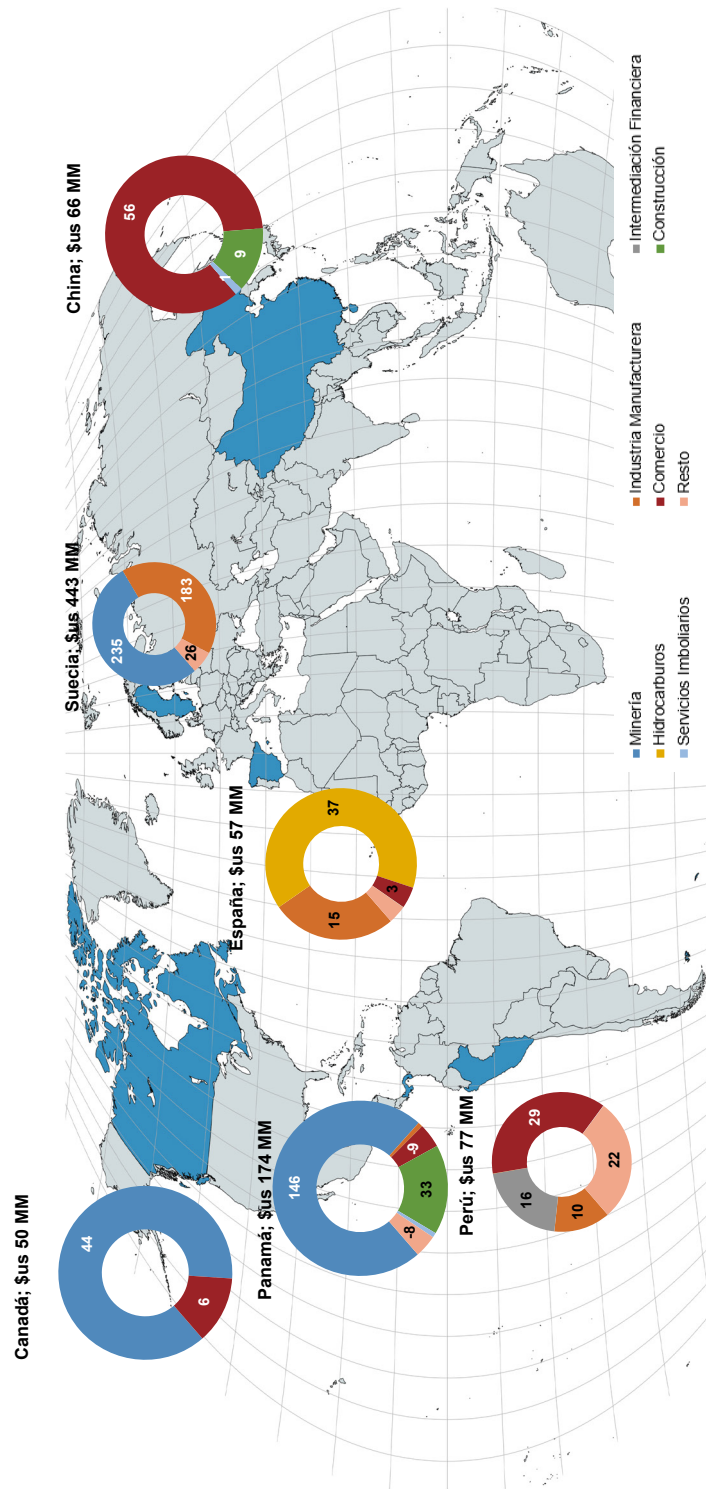 China; $us 66 MM
56
9
1
Suecia; $us 443 MM
235
183
26
España; $us 57 MM
37
15
3
Canadá; $us 50 MM
44
6
Panamá; $us 174 MM
146
-9
33
-8
Perú; $us 77 MM
29
16
22
10
Minería
Industria Manufacturera
Intermediación Financiera
Hidrocarburos
Comercio
Construcción
Servicios Imboliarios
Resto